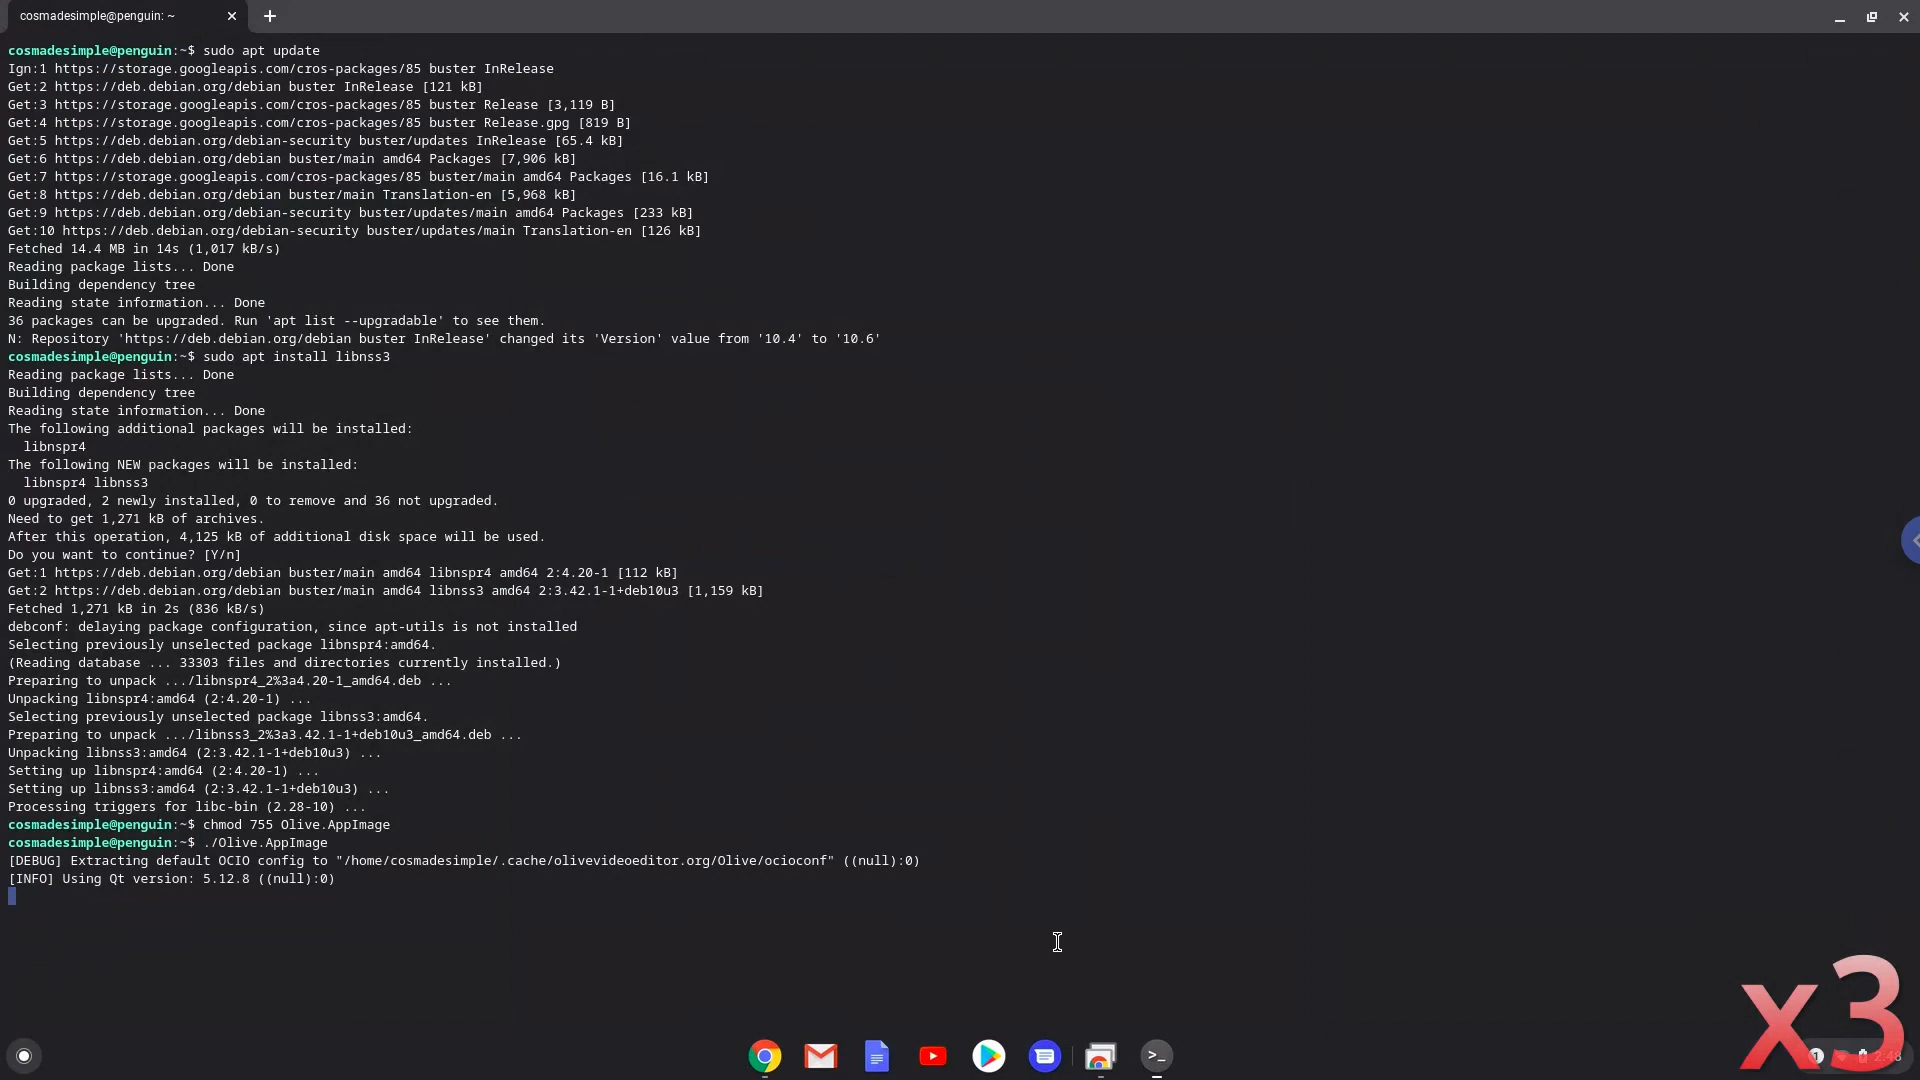 cosmadesimple@penguin: ~
cosmadesimple@penguin:~$ sudo apt update
Ign:1 https://storage.googleapis.com/cros-packages/85 buster InRelease
Get:2 https://deb.debian.org/debian buster InRelease [121 kB]
Get:3 https://storage.googleapis.com/cros-packages/85 buster Release [3,119 B]
Get:4 https://storage.googleapis.com/cros-packages/85 buster Release.gpg [819 B]
Get:5 https://deb.debian.org/debian-security buster/updates InRelease [65.4 kB]
Get:6 https://deb.debian.org/debian buster/main amd64 Packages [7,906 kB]
Get:7 https://storage.googleapis.com/cros-packages/85 buster/main amd64 Packages [16.1 kB]
Get:8 https://deb.debian.org/debian buster/main Translation-en [5,968 kB]
Get:9 https://deb.debian.org/debian-security buster/updates/main amd64 Packages [233 kB]
Get:10 https://deb.debian.org/debian-security buster/updates/main Translation-en [126 kB]
Fetched 14.4 MB in 14s (1,017 kB/s)
Reading package lists... Done
Building dependency tree
Reading state information... Done
36 packages can be upgraded. Run 'apt list --upgradable' to see them.
N: Repository 'https://deb.debian.org/debian buster InRelease' changed its 'Version' value from '10.4' to '10.6'
cosmadesimple@penguin:~$ sudo apt install libnss3
Reading package lists... Done
Building dependency tree
Reading state information... Done
The following additional packages will be installed:
  libnspr4
The following NEW packages will be installed:
  libnspr4 libnss3
0 upgraded, 2 newly installed, 0 to remove and 36 not upgraded.
Need to get 1,271 kB of archives.
After this operation, 4,125 kB of additional disk space will be used.
Do you want to continue? [Y/n]
Get:1 https://deb.debian.org/debian buster/main amd64 libnspr4 amd64 2:4.20-1 [112 kB]
Get:2 https://deb.debian.org/debian buster/main amd64 libnss3 amd64 2:3.42.1-1+deb10u3 [1,159 kB]
Fetched 1,271 kB in 2s (836 kB/s)
debconf: delaying package configuration, since apt-utils is not installed
Selecting previously unselected package libnspr4:amd64.
(Reading database ... 33303 files and directories currently installed.)
Preparing to unpack .../libnspr4_2%3a4.20-1_amd64.deb ...
Unpacking libnspr4:amd64 (2:4.20-1) ...
Selecting previously unselected package libnss3:amd64.
Preparing to unpack .../libnss3_2%3a3.42.1-1+deb10u3_amd64.deb ...
Unpacking libnss3:amd64 (2:3.42.1-1+deb10u3) ...
Setting up libnspr4:amd64 (2:4.20-1) ...
Setting up libnss3:amd64 (2:3.42.1-1+deb10u3) ...
Processing triggers for libc-bin (2.28-10) ...
cosmadesimple@penguin:~$ chmod 755 Olive.AppImage
cosmadesimple@penguin:~$ ./Olive.AppImage
[DEBUG] Extracting default OCIO config to "/home/cosmadesimple/.cache/olivevideoeditor.org/Olive/ocioconf" ((null):0)
[INFO] Using Qt version: 5.12.8 ((null):0)
x3
1
2:48